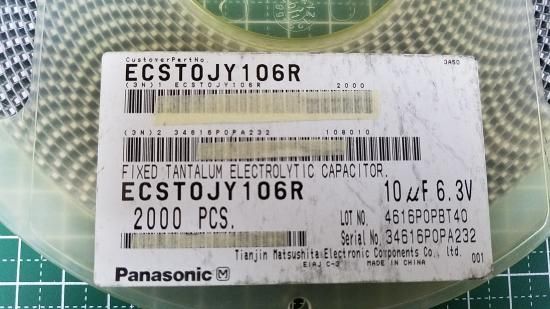 CustomerPartNo.
3A50
ECST0JY106R
(3N)1 ECST0JY106R 2000
(3N)2 34616P0PA232 108010
FIXED TANTALUM ELECTROLYTIC CAPACITOR.
ECST0JY106R 10μF 6.3V
2000 PCS.
LOT NO. 4616P0PBT40
Serial No. 34616P0PA232
Tianjin Matsushita Electronic Components Co., ltd.
Panasonic M EIAJ C-3 MADE IN CHINA 001